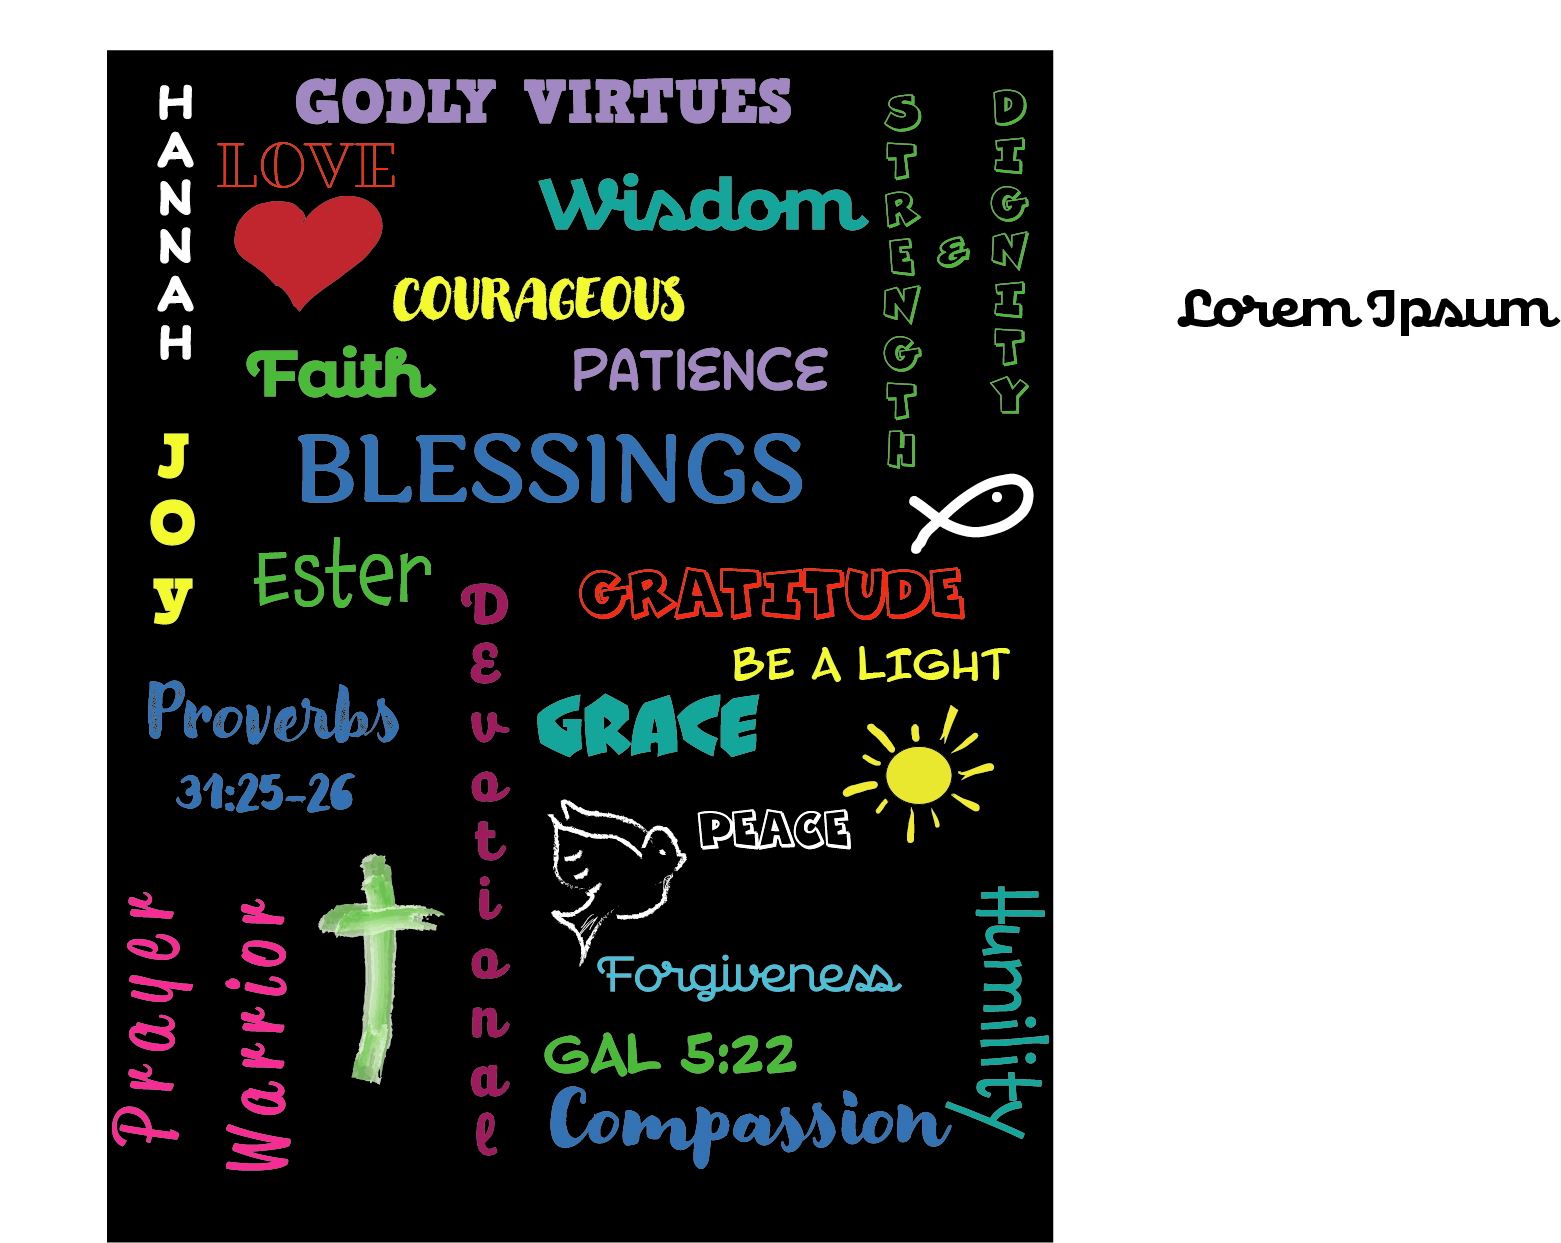 HANNAH
GODLY VIRTUES
LOVE
Wisdom
STRENGTH
&
DIGNITY
COURAGEOUS
Lorem Ipsum
Faith
PATIENCE
JOy
BLESSINGS
Ester
GRATITUDE
DEvotional
BE A LIGHT
Proverbs
31:25-26
GRACE
PEACE
Prayer
Warrior
Humility
Forgiveness
GAL 5:22
Compassion